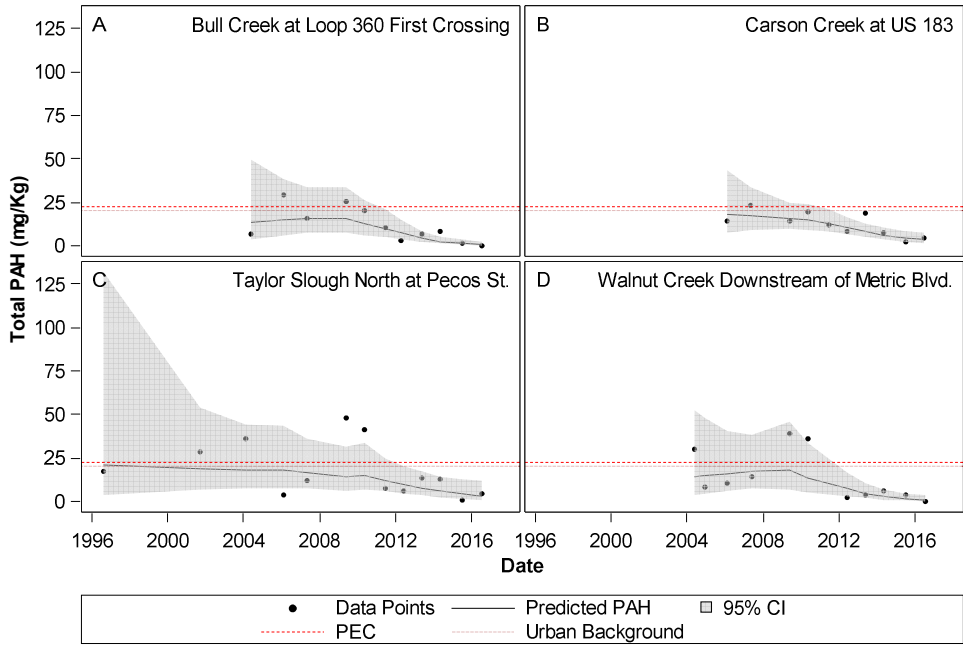 A Bull Creek at Loop 360 First Crossing
B Carson Creek at US 183
125
100
75
50
25
0
C Taylor Slough North at Pecos St.
D Walnut Creek Downstream of Metric Blvd.
125
100
75
50
25
0
Total PAH (mg/Kg)
1996 2000 2004 2008 2012 2016
1996 2000 2004 2008 2012 2016
Date
Data Points Predicted PAH 95% CI
PEC Urban Background